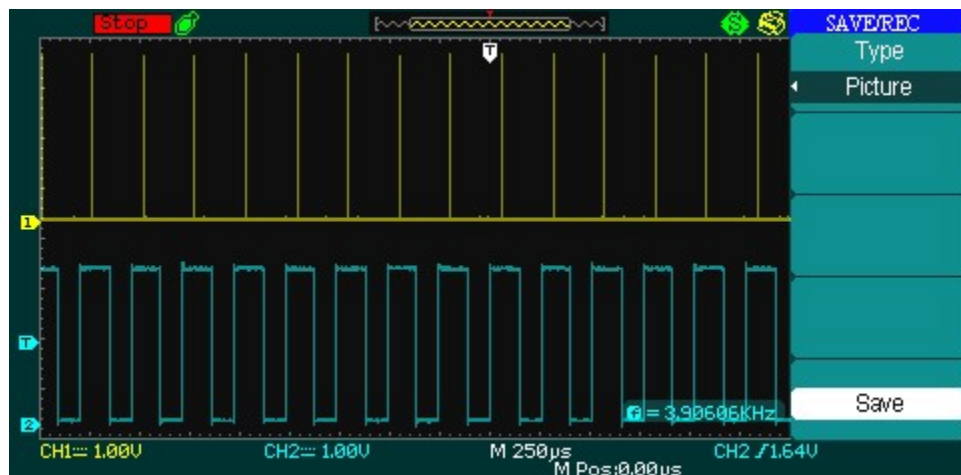 Stop
S
SAVE/REC
T
Type
Picture
1
T
2
f = 3.90606KHz
Save
CH1 1.00V
CH2 1.00V
M 250μs
CH2 /1.64V
M Pos:0.00μs